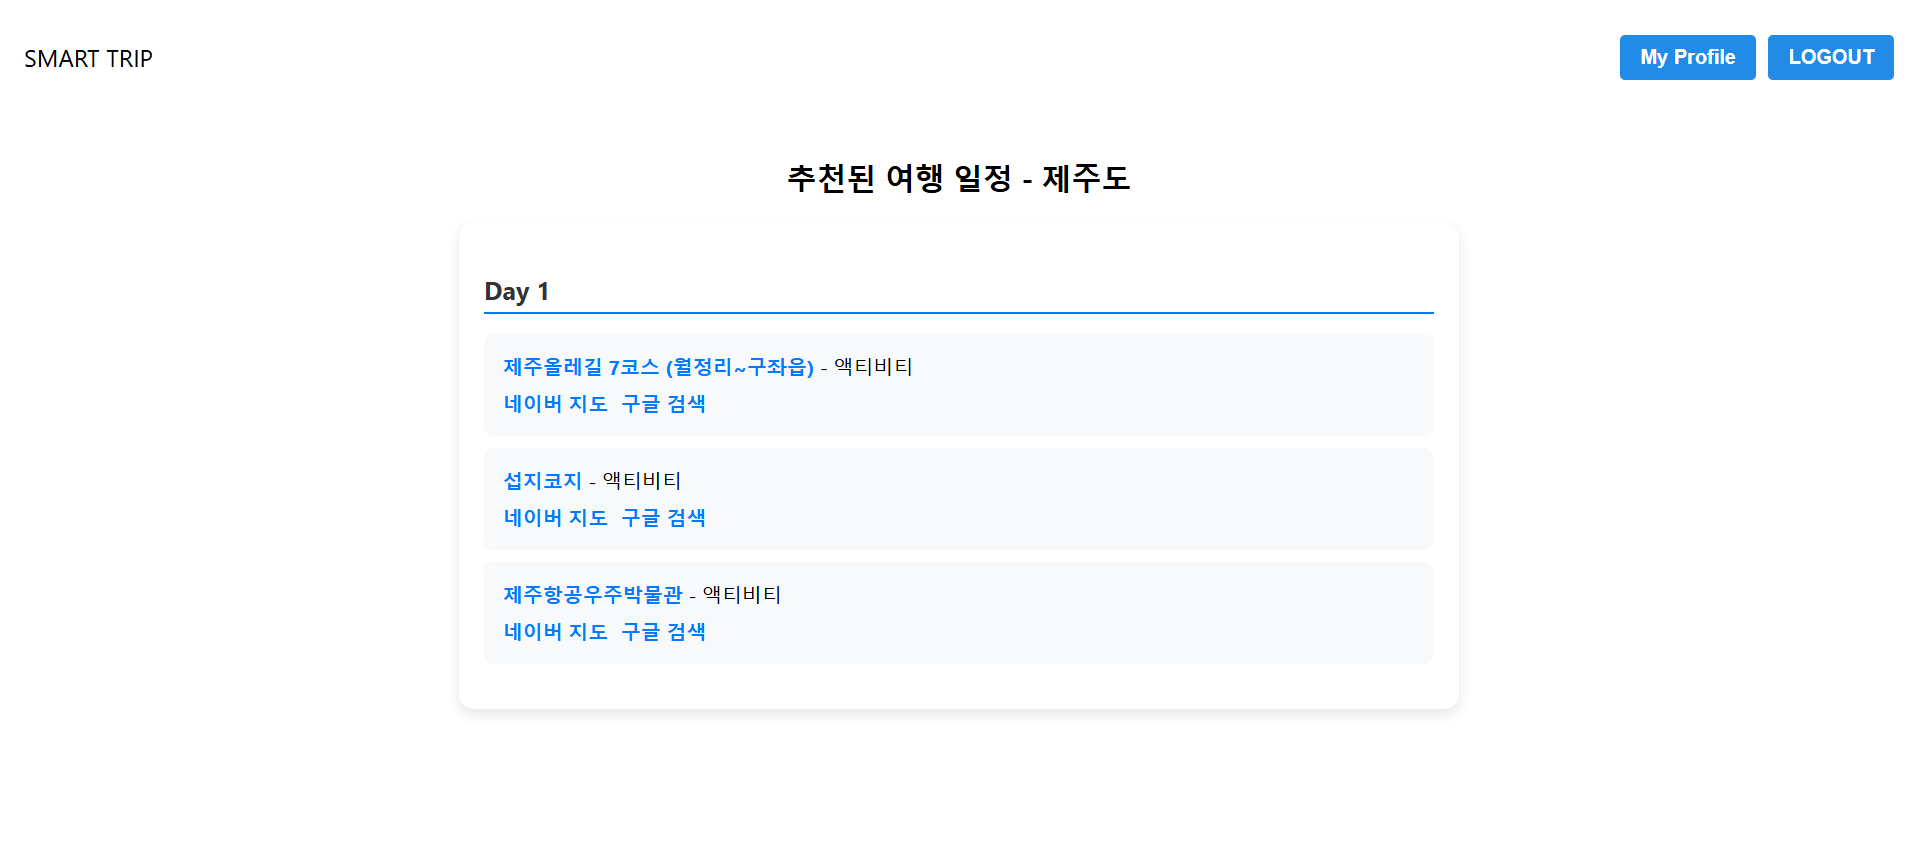 SMART TRIP
My Profile LOGOUT
추천된 여행 일정 - 제주도
Day 1
제주올레길 7코스 (월정리~구좌읍) - 액티비티
네이버 지도 구글 검색
섭지코지 - 액티비티
네이버 지도 구글 검색
제주항공우주박물관 - 액티비티
네이버 지도 구글 검색